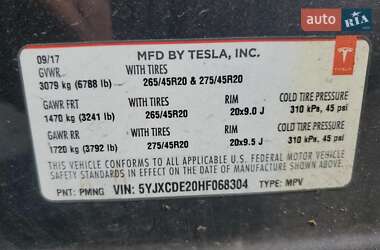 auto RIA
09/17 MFD BY TESLA, INC.
GVWR WITH TIRES
3079 kg (6788 lb) 265/45R20 & 275/45R20
GAWR FRT WITH TIRES RIM COLD TIRE PRESSURE
1470 kg (3241 lb) 265/45R20 20x9.0 J 310 kPa, 45 psi
GAWR RR WITH TIRES RIM COLD TIRE PRESSURE
1720 kg (3792 lb) 275/45R20 20x9.5 J 310 kPa, 45 psi
THIS VEHICLE CONFORMS TO ALL APPLICABLE U.S. FEDERAL MOTOR VEHICLE
SAFETY STANDARDS IN EFFECT ON THE DATE OF MANUFACTURE SHOWN ABOVE.
PNT: PMNG VIN: 5YJXCDE20HF068304 TYPE: MPV